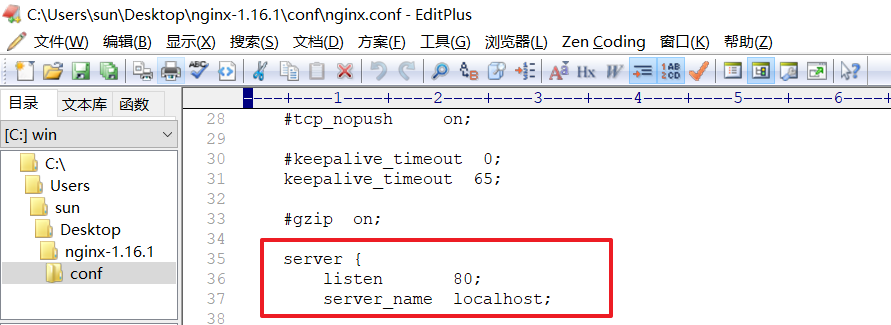 C:\Users\sun\Desktop\nginx-1.16.1\conf\nginx.conf - EditPlus
文件(W) 编辑(B) 显示(X) 搜索(S) 文档(D) 方案(F) 工具(G) 浏览器(L) Zen Coding 窗口(K) 帮助(Z)
目录 文本库 函数
[C:] win
C:\
Users
sun
Desktop
nginx-1.16.1
conf
----+----1----+----2----+----3----+----4----+----5----+----6----+
28 #tcp_nopush     on;
29
30 #keepalive_timeout  0;
31 keepalive_timeout  65;
32
33 #gzip  on;
34
35 server {
36     listen       80;
37     server_name  localhost;
38